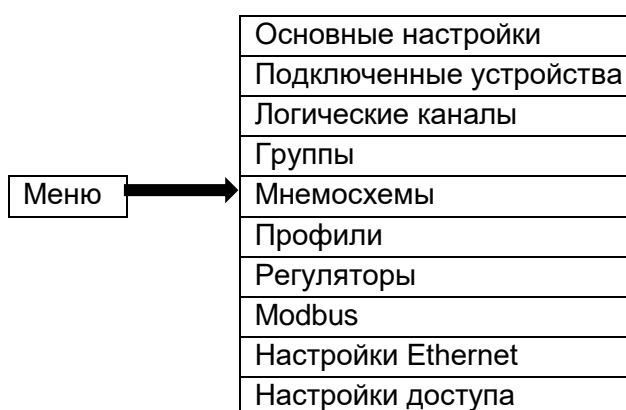 Основные настройки
Подключенные устройства
Логические каналы
Группы
Меню
Мнемосхемы
Профили
Регуляторы
Modbus
Настройки Ethernet
Настройки доступа